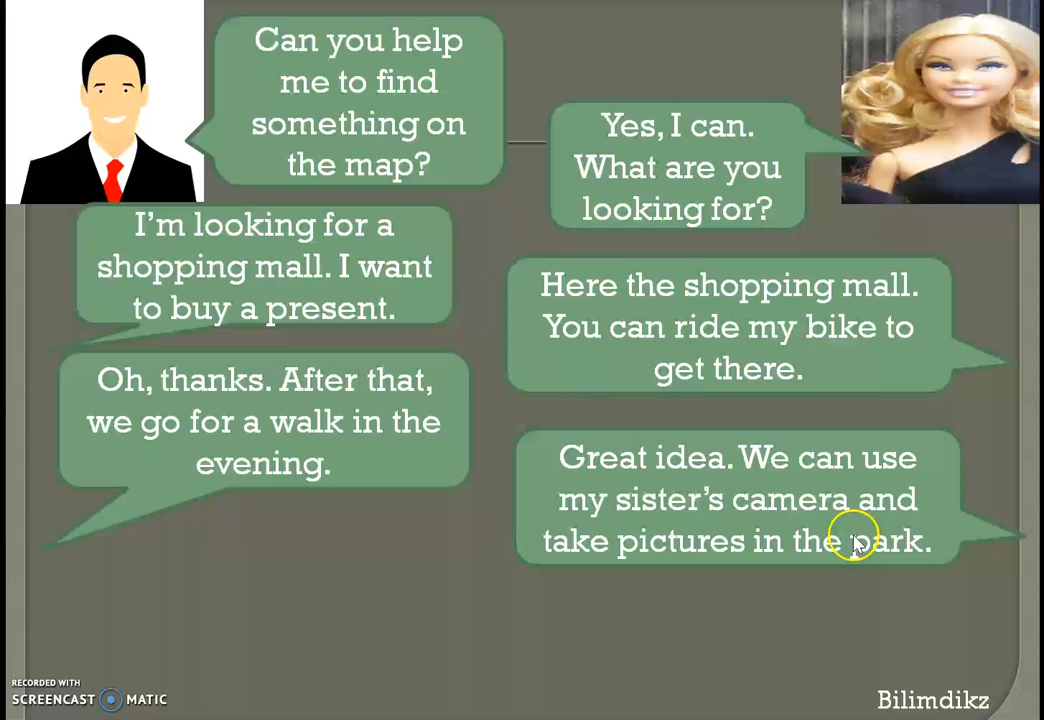 Can you help
me to find
something on
the map?
Yes, I can.
What are you
looking for?
I'm looking for a
shopping mall. I want
to buy a present.
Here the shopping mall.
You can ride my bike to
get there.
Oh, thanks. After that,
we go for a walk in the
evening.
Great idea. We can use
my sister's camera and
take pictures in the park.
RECORDED WITH
SCREENCAST MATIC
Bilimdikz